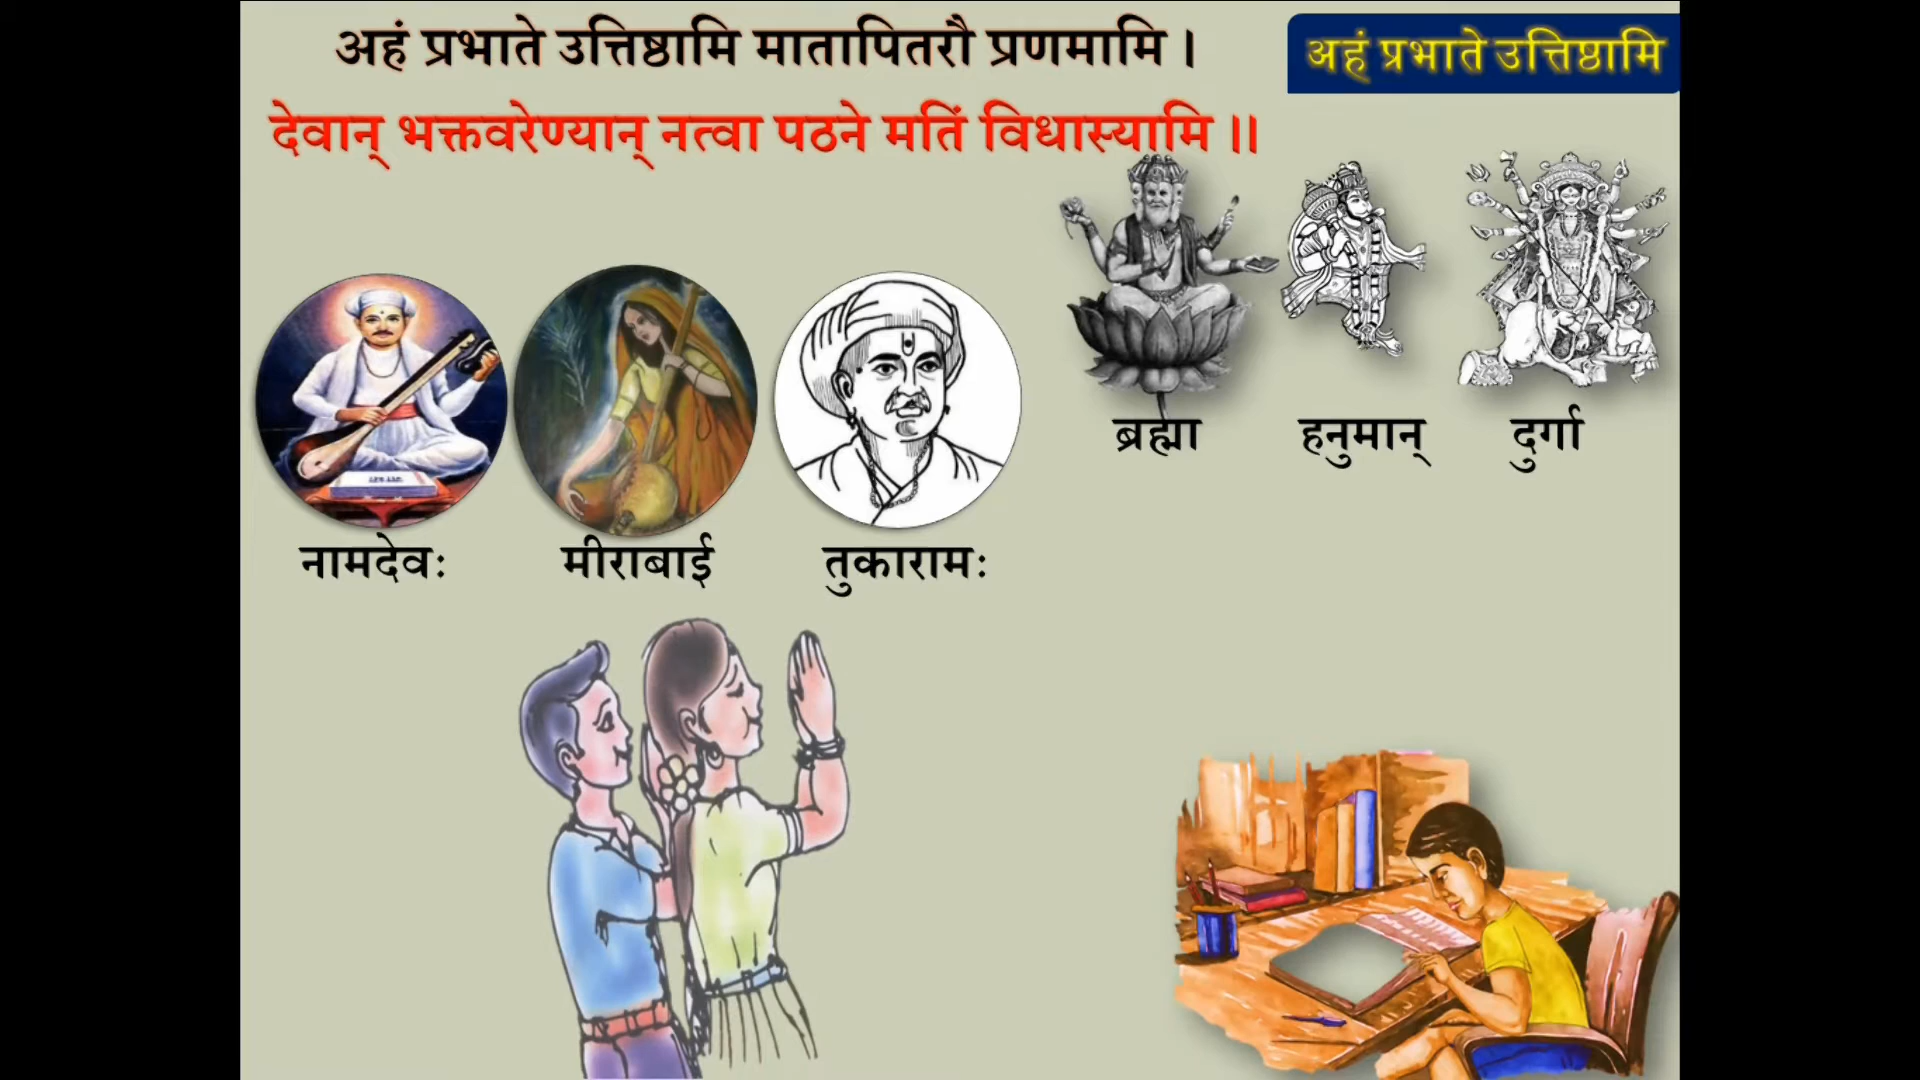 अहं प्रभाते उत्तिष्ठामि मातापितरौ प्रणमामि ।
अहं प्रभाते उत्तिष्ठामि
देवान् भक्तवरेण्यान् नत्वा पठने मतिं विधास्यामि ।।
ब्रह्मा हनुमान् दुर्गा
नामदेवः मीराबाई तुकारामः